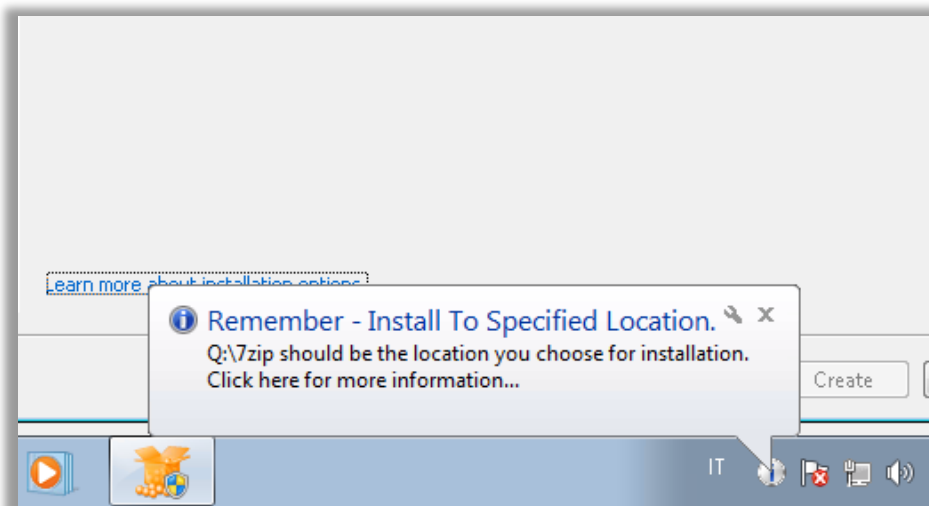 Learn more about installation options.
Remember - Install To Specified Location.
Q:\7zip should be the location you choose for installation.
Click here for more information...
Create
IT